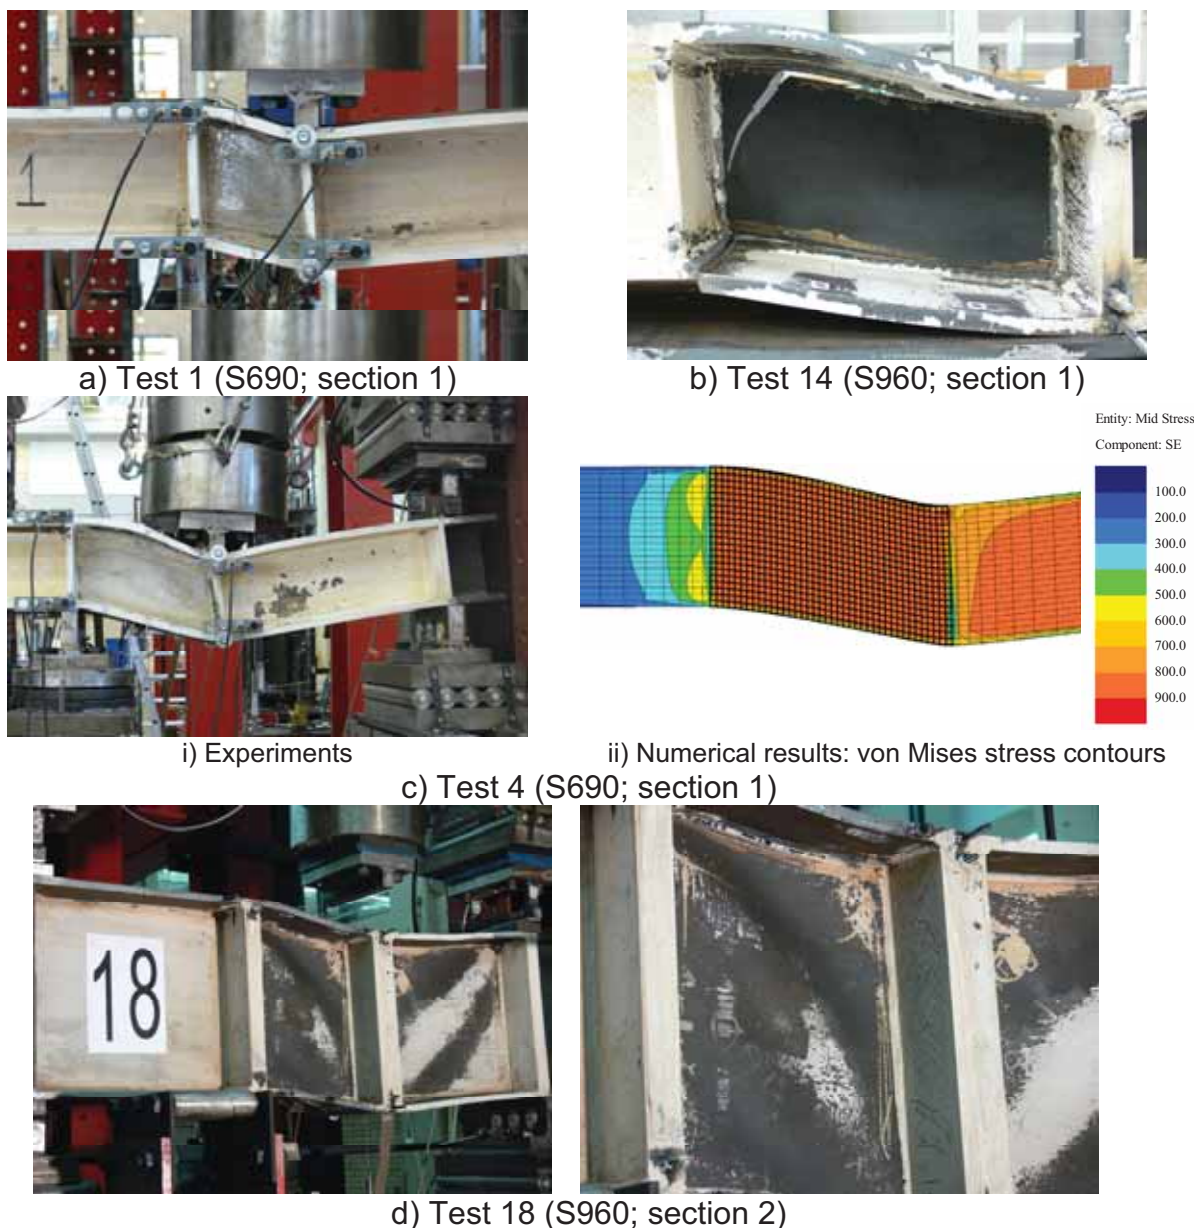 1
a) Test 1 (S690; section 1)
b) Test 14 (S960; section 1)
i) Experiments
Entity: Mid Stress
Component: SE
100.0
200.0
300.0
400.0
500.0
600.0
700.0
800.0
900.0
ii) Numerical results: von Mises stress contours
c) Test 4 (S690; section 1)
18
d) Test 18 (S960; section 2)